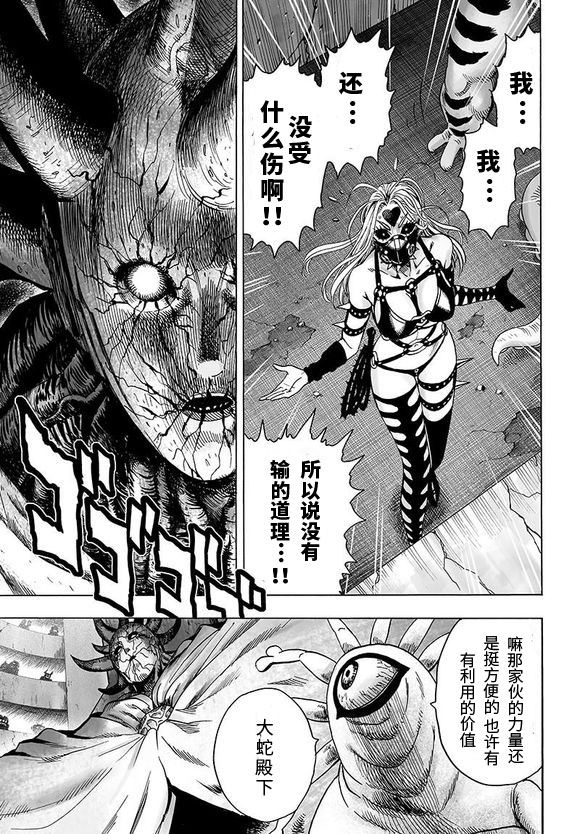 我…
我…
还…
没受
什么伤啊!!
所以说没有
输的道理…!!
ゴゴゴゴ
嘛那家伙的力量还
是挺方便的 也许有
有利用的价值
大蛇殿下